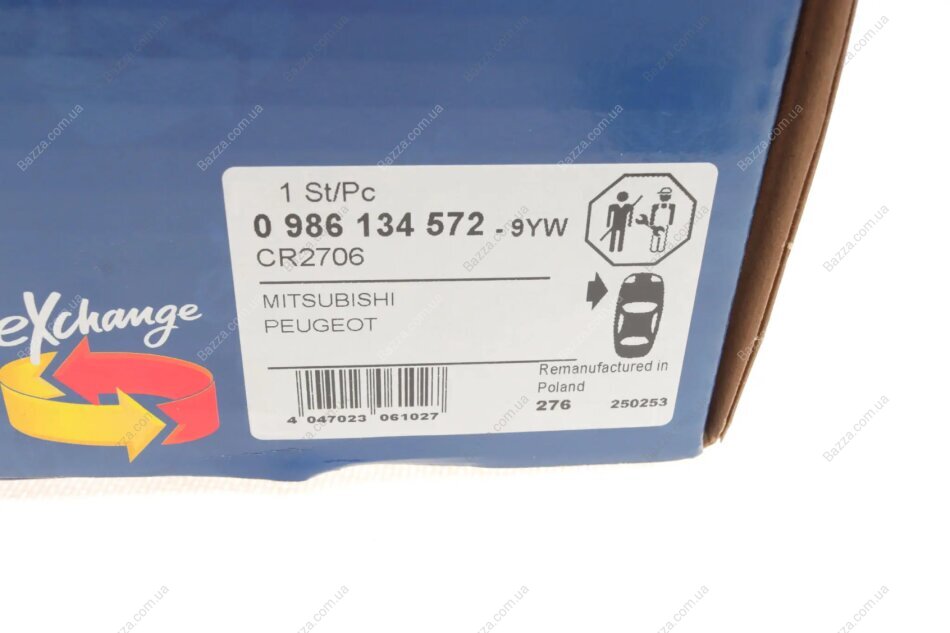 1 St/Pc
0 986 134 572 - 9YW
CR2706
MITSUBISHI
PEUGEOT
eXchange
Remanufactured in
Poland
276 250253
4 047023 061027
Bazza.com.ua